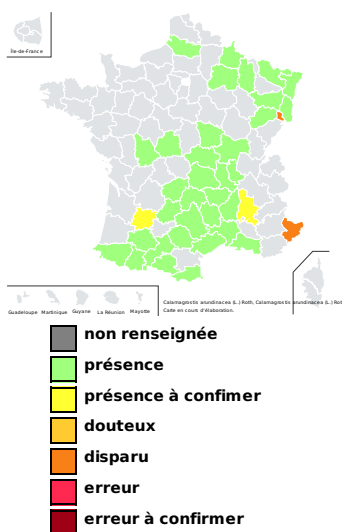 Île-de-France
Guadeloupe Martinique Guyane La Réunion Mayotte
Calamagrostis arundinacea (L.) Roth, Calamagrostis arundinacea (L.) Rot
Carte en cours d'élaboration.
non renseignée
présence
présence à confimer
douteux
disparu
erreur
erreur à confirmer